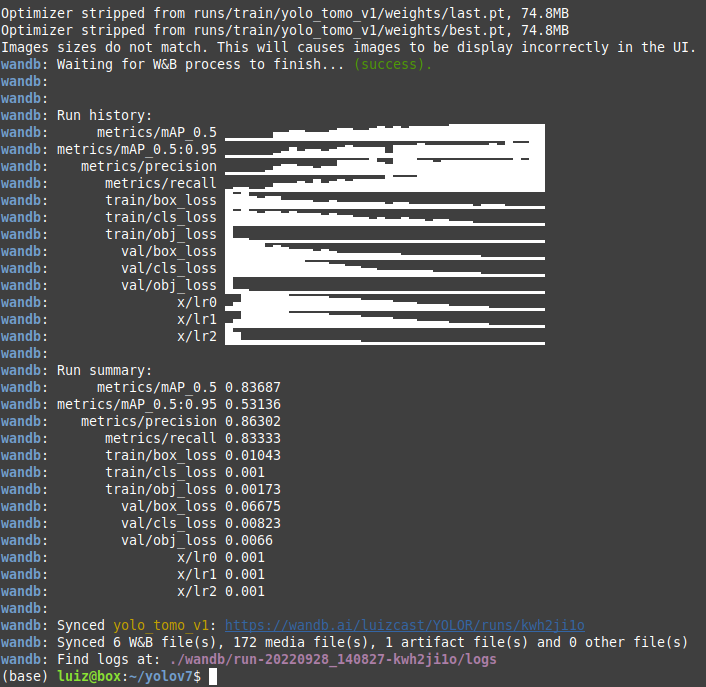 Optimizer stripped from runs/train/yolo_tomo_v1/weights/last.pt, 74.8MB
Optimizer stripped from runs/train/yolo_tomo_v1/weights/best.pt, 74.8MB
Images sizes do not match. This will causes images to be display incorrectly in the UI.
wandb: Waiting for W&B process to finish... (success).
wandb:
wandb:
wandb: Run history:
wandb: metrics/mAP_0.5
wandb: metrics/mAP_0.5:0.95
wandb: metrics/precision
wandb: metrics/recall
wandb: train/box_loss
wandb: train/cls_loss
wandb: train/obj_loss
wandb: val/box_loss
wandb: val/cls_loss
wandb: val/obj_loss
wandb: x/lr0
wandb: x/lr1
wandb: x/lr2
wandb:
wandb: Run summary:
wandb: metrics/mAP_0.5 0.83687
wandb: metrics/mAP_0.5:0.95 0.53136
wandb: metrics/precision 0.86302
wandb: metrics/recall 0.83333
wandb: train/box_loss 0.01043
wandb: train/cls_loss 0.001
wandb: train/obj_loss 0.00173
wandb: val/box_loss 0.06675
wandb: val/cls_loss 0.00823
wandb: val/obj_loss 0.0066
wandb: x/lr0 0.001
wandb: x/lr1 0.001
wandb: x/lr2 0.001
wandb:
wandb: Synced yolo_tomo_v1: https://wandb.ai/luizcast/YOLOR/runs/kwh2ji1o
wandb: Synced 6 W&B file(s), 172 media file(s), 1 artifact file(s) and 0 other file(s)
wandb: Find logs at: ./wandb/run-20220928_140827-kwh2ji1o/logs
(base) luiz@box:~/yolov7$